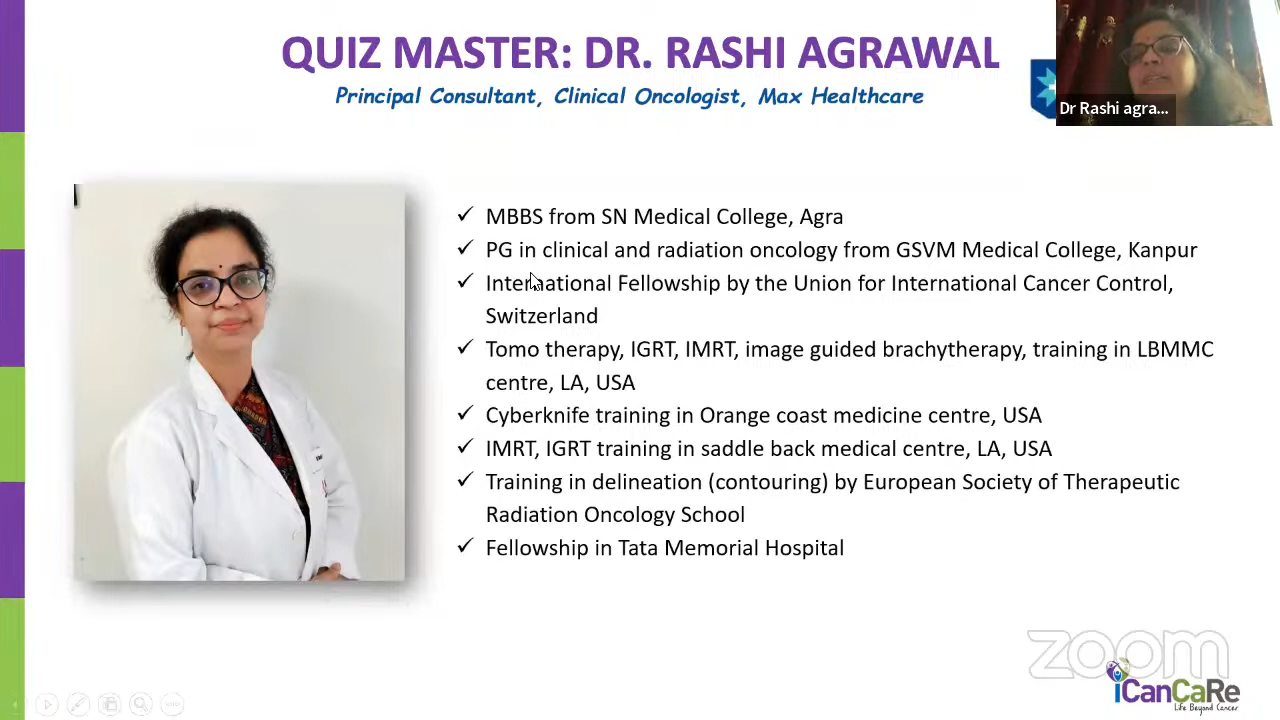 QUIZ MASTER: DR. RASHI AGRAWAL
Principal Consultant, Clinical Oncologist, Max Healthcare
Dr Rashi agra...
✓ MBBS from SN Medical College, Agra
✓ PG in clinical and radiation oncology from GSVM Medical College, Kanpur
✓ International Fellowship by the Union for International Cancer Control,
Switzerland
✓ Tomo therapy, IGRT, IMRT, image guided brachytherapy, training in LBMMC
centre, LA, USA
✓ Cyberknife training in Orange coast medicine centre, USA
✓ IMRT, IGRT training in saddle back medical centre, LA, USA
✓ Training in delineation (contouring) by European Society of Therapeutic
Radiation Oncology School
✓ Fellowship in Tata Memorial Hospital
zoom
iCanCaRe
Life Beyond Cancer